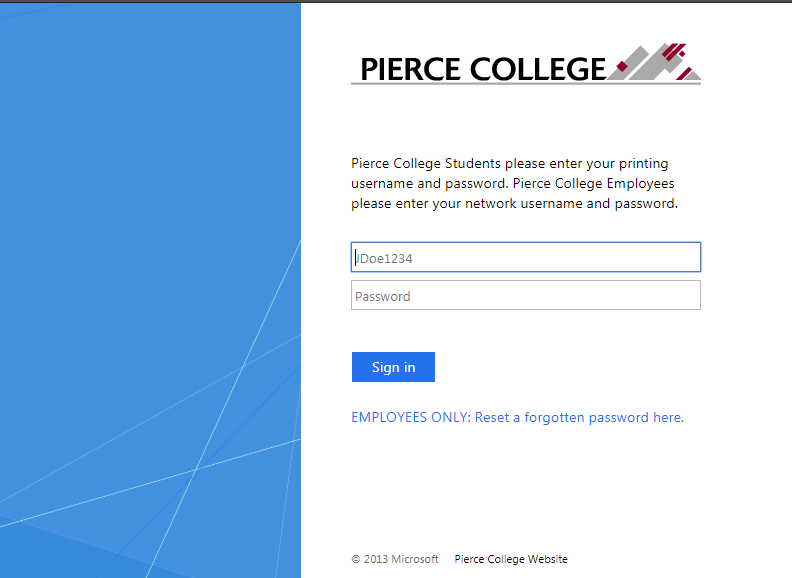 PIERCE COLLEGE
Pierce College Students please enter your printing
username and password. Pierce College Employees
please enter your network username and password.
JDoe1234
Password
Sign in
EMPLOYEES ONLY: Reset a forgotten password here.
© 2013 Microsoft Pierce College Website